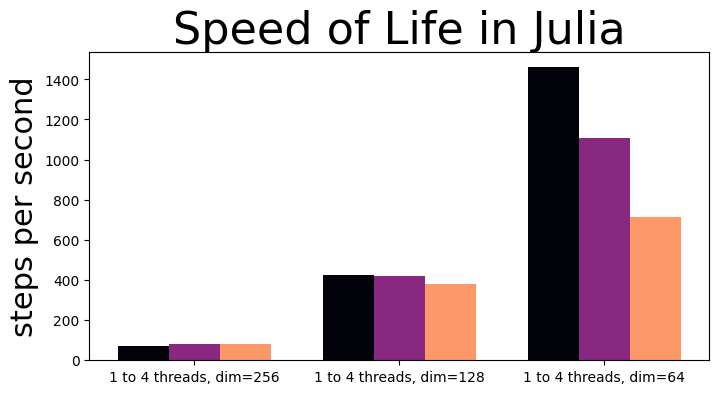 Speed of Life in Julia
steps per second
1400
1200
1000
800
600
400
200
0
1 to 4 threads, dim=256
1 to 4 threads, dim=128
1 to 4 threads, dim=64